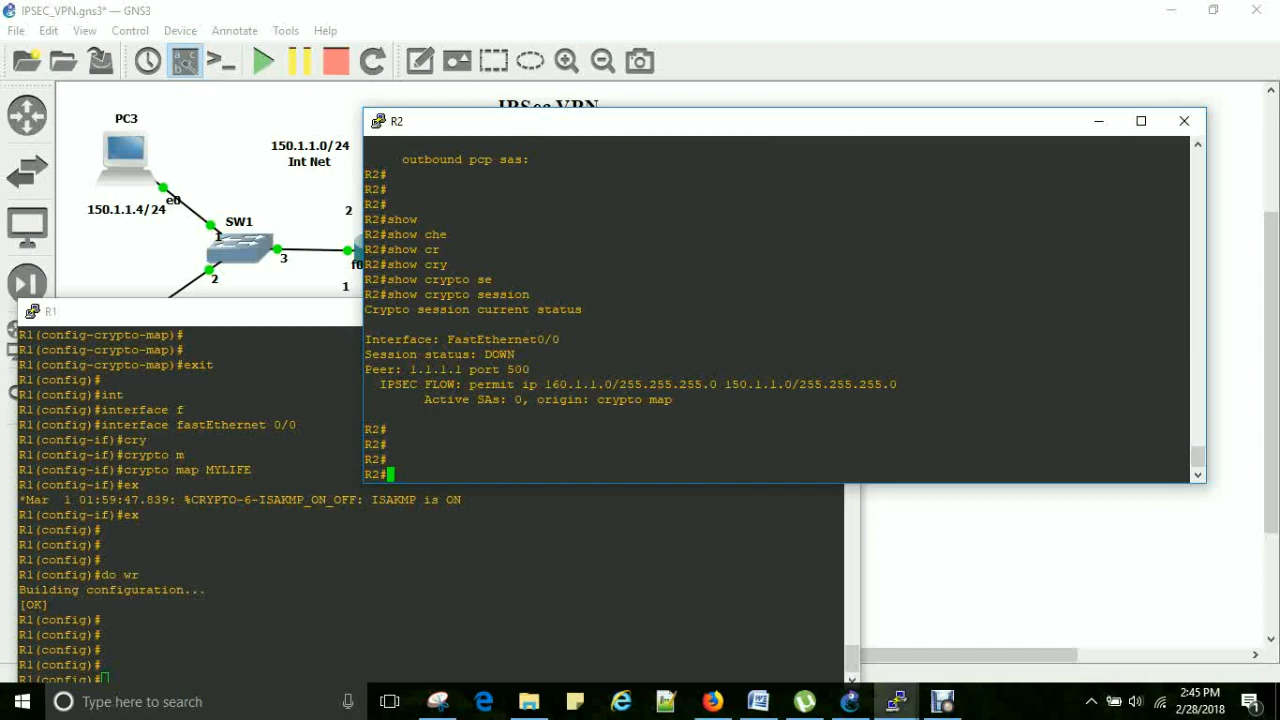 IPSEC_VPN.gns3* — GNS3
File Edit View Control Device Annotate Tools Help
IPSec VPN
PC3
150.1.1.0/24
Int Net
e0
150.1.1.4/24
SW1
1
2
3
2
f0
1
R2
outbound pcp sas:
R2#
R2#
R2#
R2#show
R2#show che
R2#show cr
R2#show cry
R2#show crypto se
R2#show crypto session
Crypto session current status
Interface: FastEthernet0/0
Session status: DOWN
Peer: 1.1.1.1 port 500
IPSEC FLOW: permit ip 160.1.1.0/255.255.255.0 150.1.1.0/255.255.255.0
Active SAs: 0, origin: crypto map
R2#
R2#
R2#
R2#
R1
R1(config-crypto-map)#
R1(config-crypto-map)#
R1(config-crypto-map)#exit
R1(config)#
R1(config)#int
R1(config)#interface f
R1(config)#interface fastEthernet 0/0
R1(config-if)#cry
R1(config-if)#crypto m
R1(config-if)#crypto map MYLIFE
R1(config-if)#ex
*Mar  1 01:59:47.839: %CRYPTO-6-ISAKMP_ON_OFF: ISAKMP is ON
R1(config-if)#ex
R1(config)#
R1(config)#
R1(config)#
R1(config)#do wr
Building configuration...
[OK]
R1(config)#
R1(config)#
R1(config)#
R1(config)#
R1(config)#
Type here to search
2:45 PM
2/28/2018